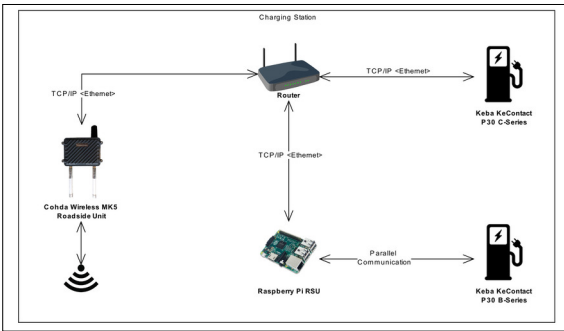 Charging Station
TCP/IP <Ethernet>
TCP/IP <Ethernet>
Router
Keba KeContact
P30 C-Series
TCP/IP <Ethernet>
Cohda Wireless MK5
Roadside Unit
Parallel
Communication
Raspberry Pi RSU
Keba KeContact
P30 B-Series